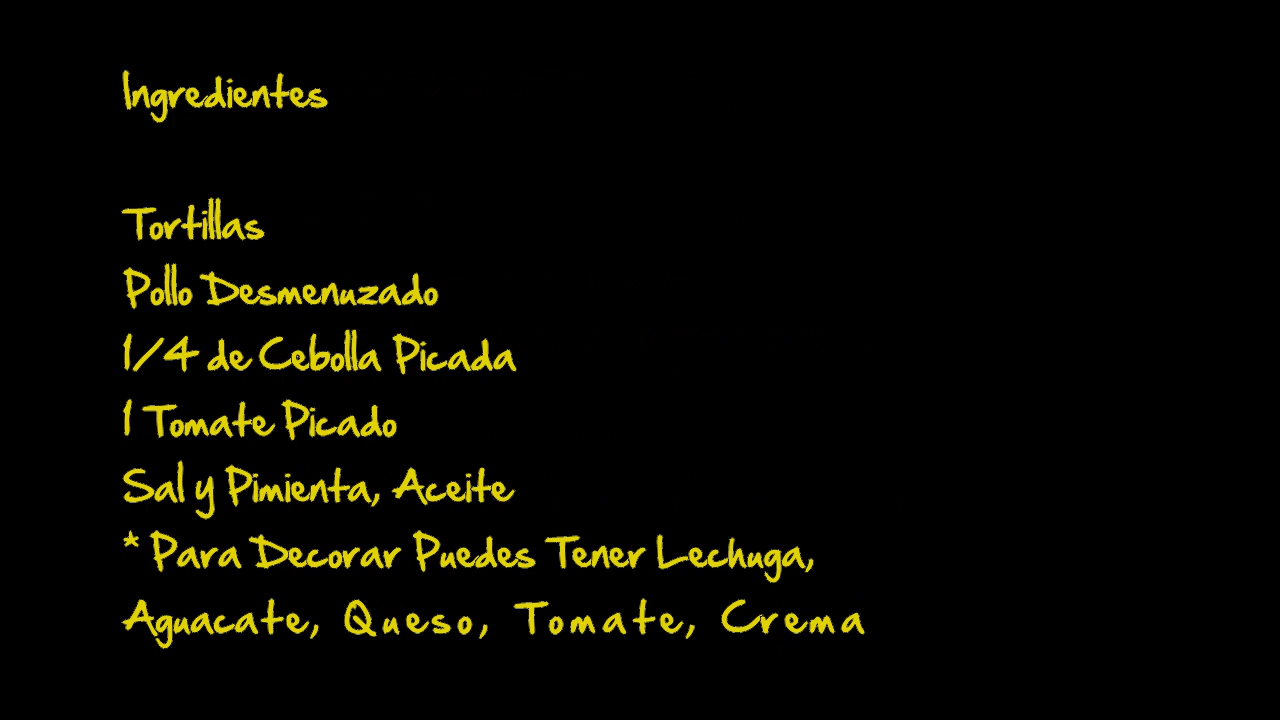 Ingredientes
Tortillas
Pollo Desmenuzado
1/4 de Cebolla Picada
1 Tomate Picado
Sal y Pimienta, Aceite
* Para Decorar Puedes Tener Lechuga,
Aguacate, Queso, Tomate, Crema